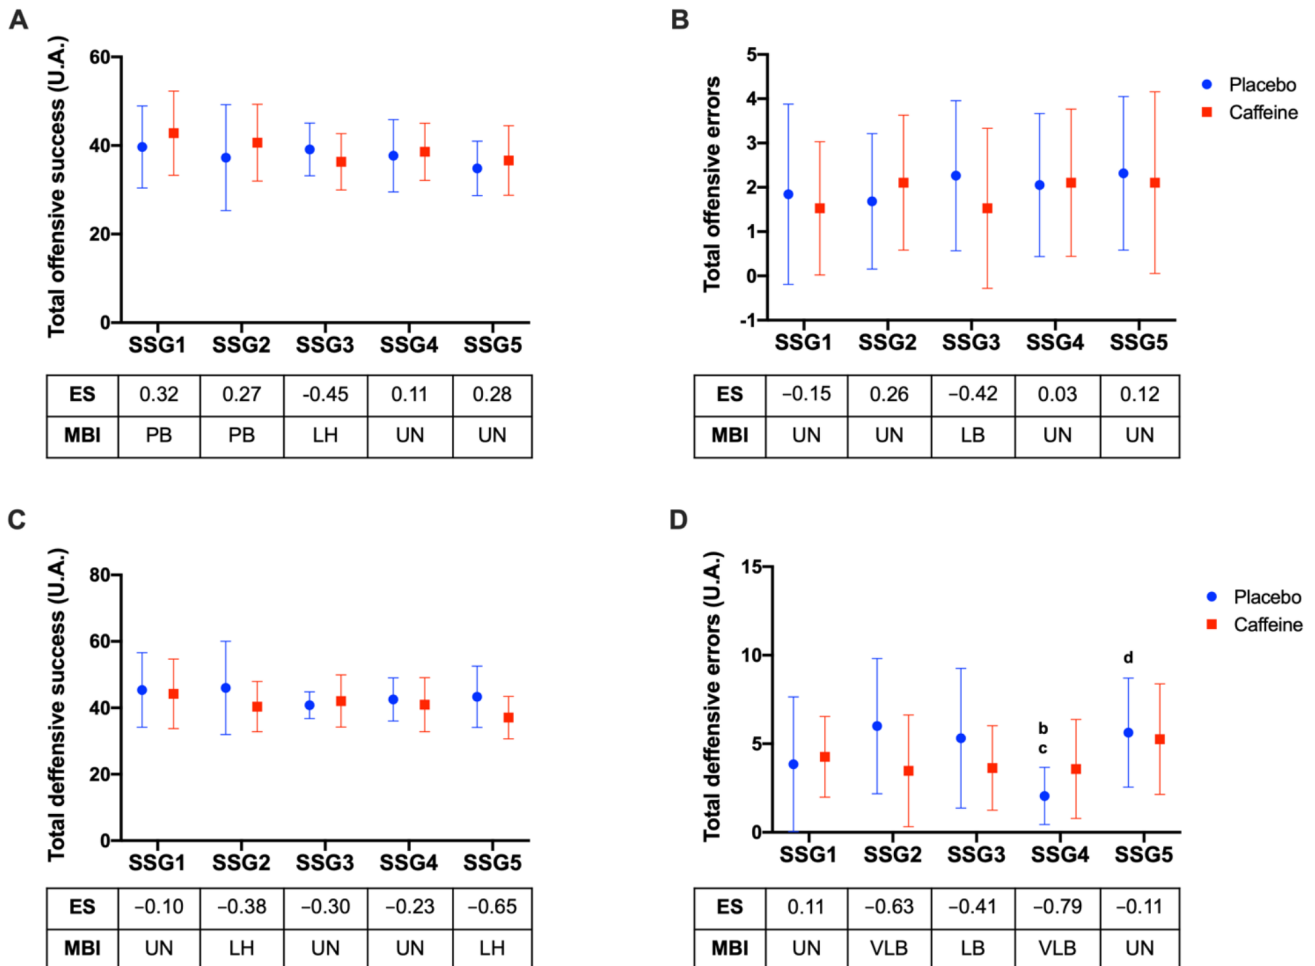 A
Total offensive success (U.A.)
60
40
20
0
SSG1 SSG2 SSG3 SSG4 SSG5
ES 0.32 0.27 -0.45 0.11 0.28
MBI PB PB LH UN UN
B
Total offensive errors
5
4
3
2
1
0
-1
SSG1 SSG2 SSG3 SSG4 SSG5
Placebo
Caffeine
ES −0.15 0.26 −0.42 0.03 0.12
MBI UN UN LB UN UN
C
Total deffensive success (U.A.)
80
60
40
20
0
SSG1 SSG2 SSG3 SSG4 SSG5
ES −0.10 −0.38 −0.30 −0.23 −0.65
MBI UN LH UN UN LH
D
Total deffensive errors (U.A.)
15
10
5
0
b
c
d
SSG1 SSG2 SSG3 SSG4 SSG5
Placebo
Caffeine
ES 0.11 −0.63 −0.41 −0.79 −0.11
MBI UN VLB LB VLB UN